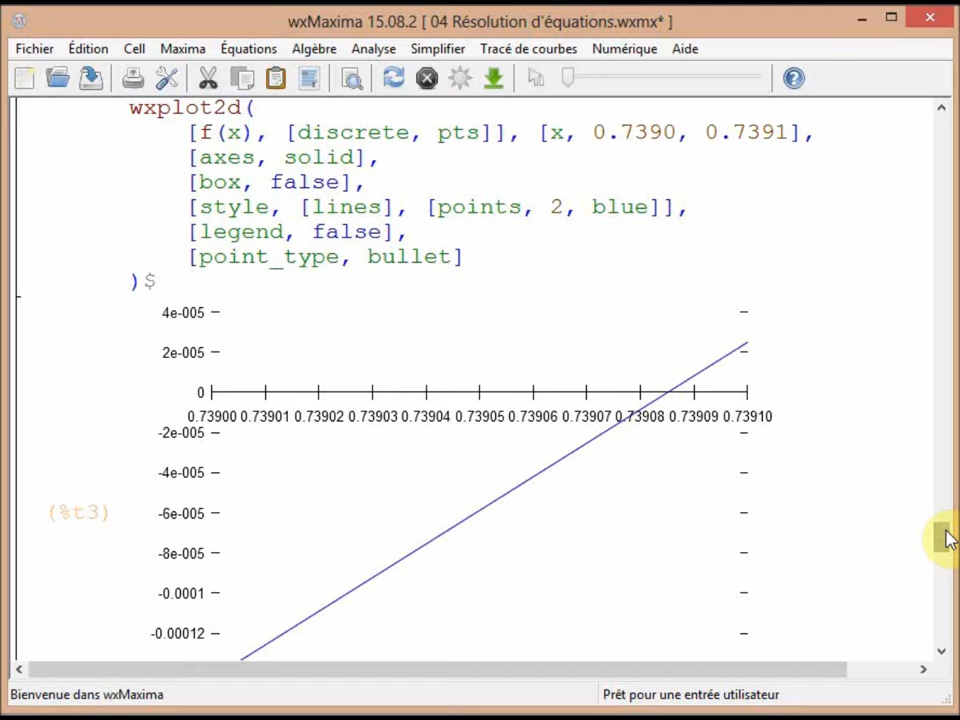 wxMaxima 15.08.2 [ 04 Résolution d'équations.wxmx* ]
Fichier Édition Cell Maxima Équations Algèbre Analyse Simplifier Tracé de courbes Numérique Aide
wxplot2d(
[f(x), [discrete, pts]], [x, 0.7390, 0.7391],
[axes, solid],
[box, false],
[style, [lines], [points, 2, blue]],
[legend, false],
[point_type, bullet]
)$
4e-005
2e-005
0
0.73900 0.73901 0.73902 0.73903 0.73904 0.73905 0.73906 0.73907 0.73908 0.73909 0.73910
-2e-005
-4e-005
(%t3)
-6e-005
-8e-005
-0.0001
-0.00012
Bienvenue dans wxMaxima
Prêt pour une entrée utilisateur